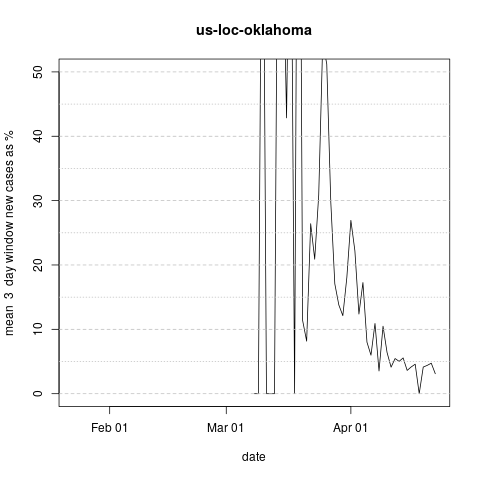 us-loc-oklahoma
mean  3  day window new cases as %
50
40
30
20
10
0
Feb 01
Mar 01
Apr 01
date